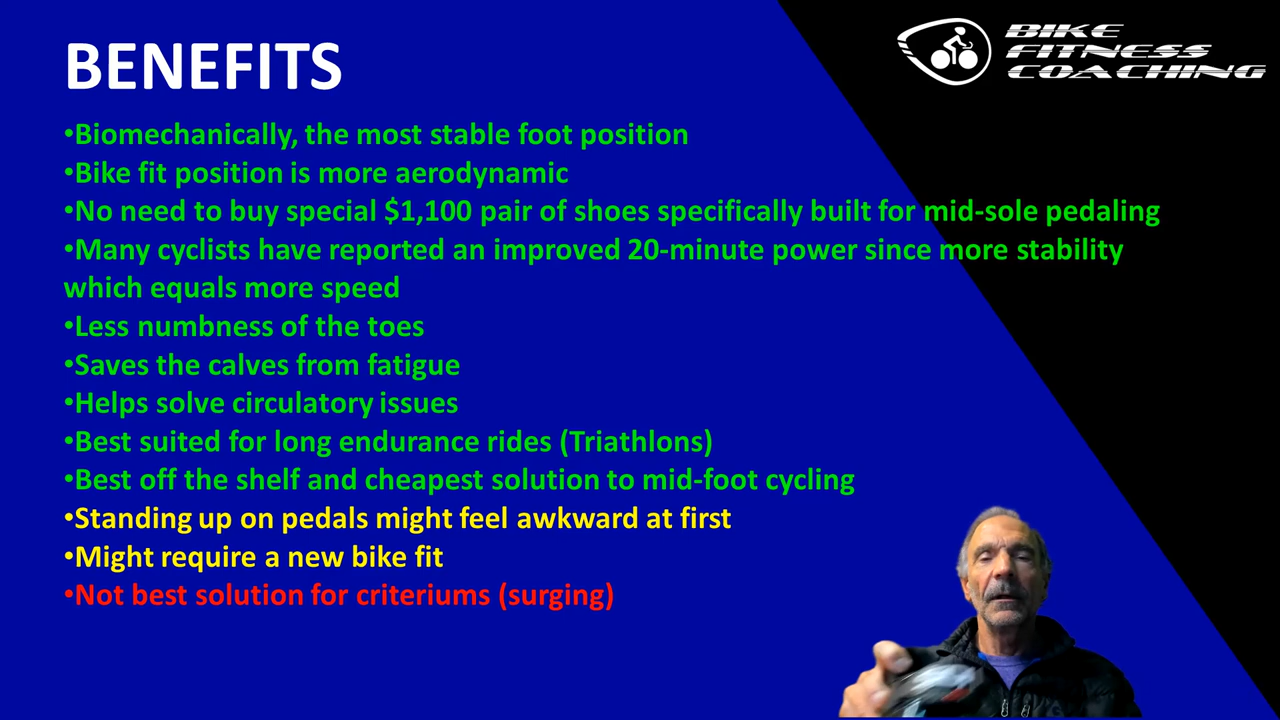 BENEFITS
BIKE
FITNESS
COACHING
•Biomechanically, the most stable foot position
•Bike fit position is more aerodynamic
•No need to buy special $1,100 pair of shoes specifically built for mid-sole pedaling
•Many cyclists have reported an improved 20-minute power since more stability
which equals more speed
•Less numbness of the toes
•Saves the calves from fatigue
•Helps solve circulatory issues
•Best suited for long endurance rides (Triathlons)
•Best off the shelf and cheapest solution to mid-foot cycling
•Standing up on pedals might feel awkward at first
•Might require a new bike fit
•Not best solution for criteriums (surging)